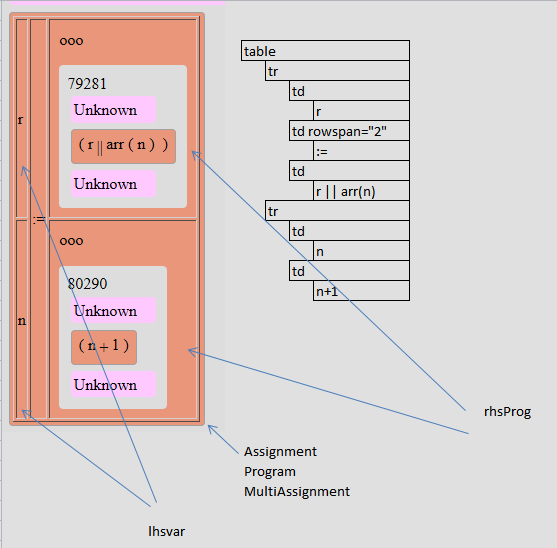 ooo
79281
Unknown
( r || arr ( n ) )
Unknown
r
:=
ooo
80290
Unknown
( n + 1 )
Unknown
n
table
tr
td
r
td rowspan="2"
:=
td
r || arr(n)
tr
td
n
td
n+1
rhsProg
Assignment
Program
MultiAssignment
lhsvar